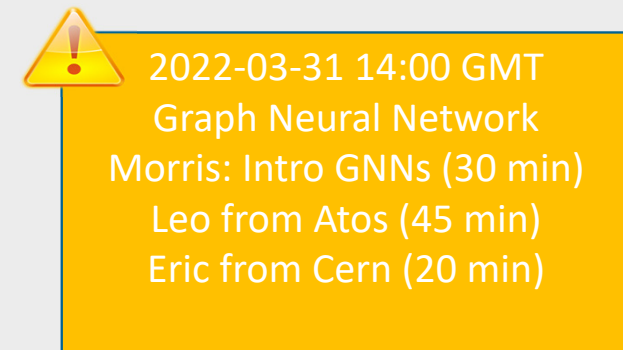 2022-03-31 14:00 GMT
Graph Neural Network
Morris: Intro GNNs (30 min)
Leo from Atos (45 min)
Eric from Cern (20 min)